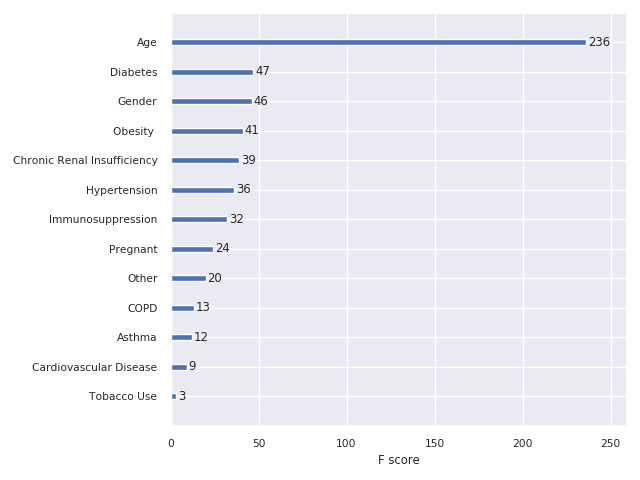 Age 236
Diabetes 47
Gender 46
Obesity 41
Chronic Renal Insufficiency 39
Hypertension 36
Immunosuppression 32
Pregnant 24
Other 20
COPD 13
Asthma 12
Cardiovascular Disease 9
Tobacco Use 3
0 50 100 150 200 250
F score